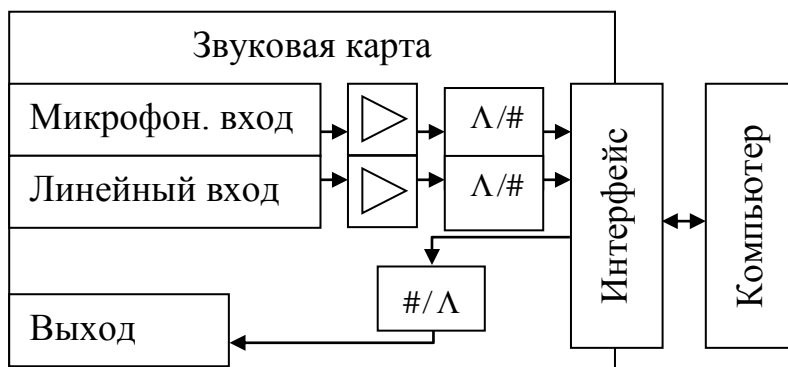 Звуковая карта
Микрофон. вход
Λ/#
Линейный вход
Λ/#
#/Λ
Выход
Интерфейс
Компьютер